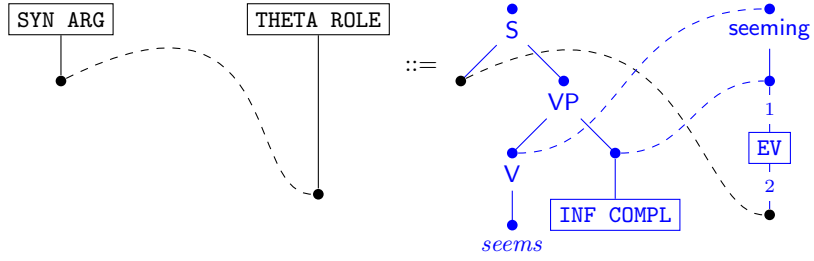 SYN ARG
THETA ROLE
::=
S
seeming
VP
1
EV
V
2
INF COMPL
seems